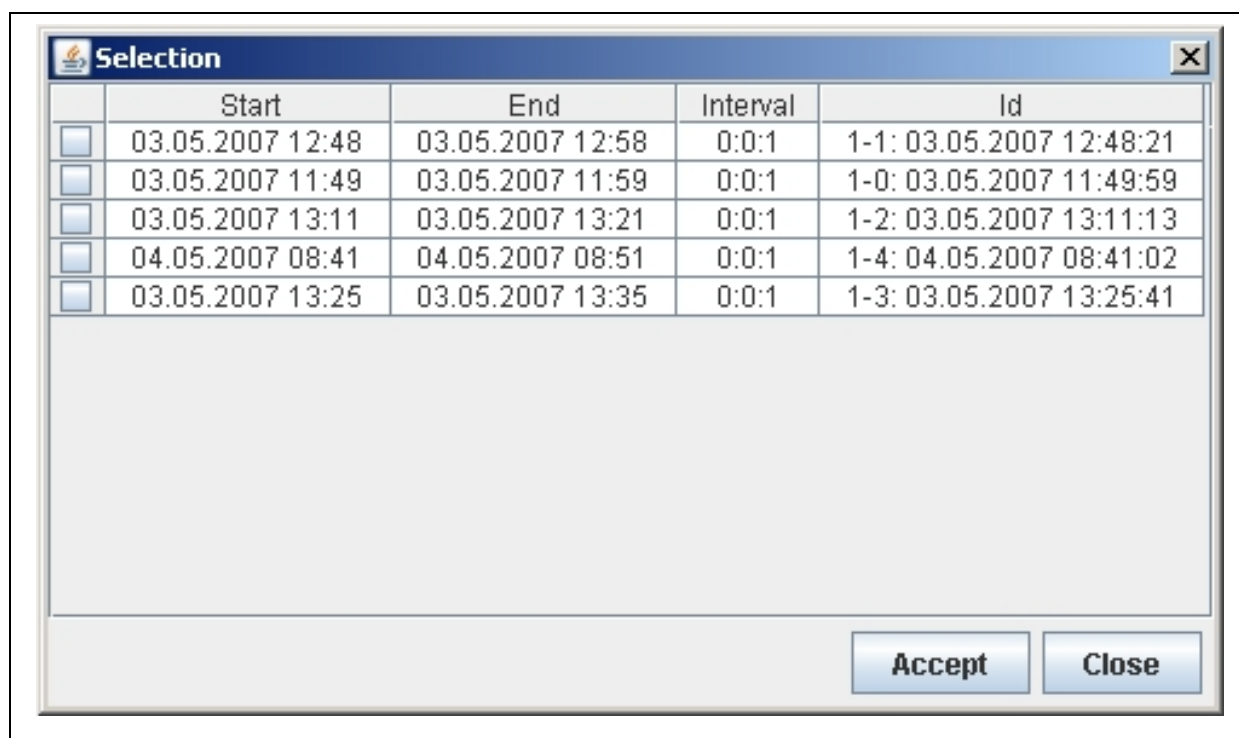 Selection
Start End Interval Id
03.05.2007 12:48 03.05.2007 12:58 0:0:1 1-1: 03.05.2007 12:48:21
03.05.2007 11:49 03.05.2007 11:59 0:0:1 1-0: 03.05.2007 11:49:59
03.05.2007 13:11 03.05.2007 13:21 0:0:1 1-2: 03.05.2007 13:11:13
04.05.2007 08:41 04.05.2007 08:51 0:0:1 1-4: 04.05.2007 08:41:02
03.05.2007 13:25 03.05.2007 13:35 0:0:1 1-3: 03.05.2007 13:25:41
Accept Close